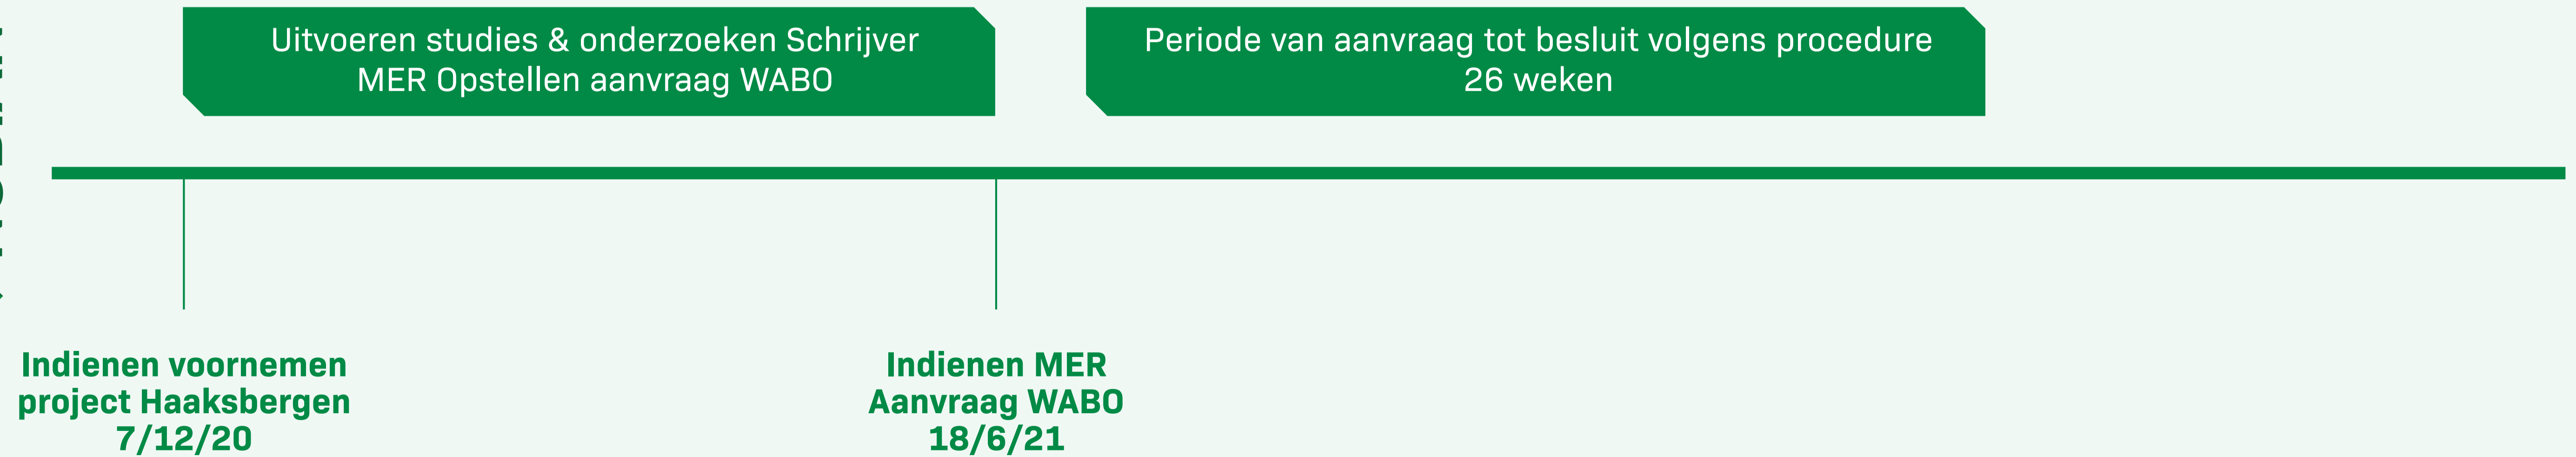 Uitvoeren studies & onderzoeken Schrijver
MER Opstellen aanvraag WABO
Periode van aanvraag tot besluit volgens procedure
26 weken
Indienen voornemen
project Haaksbergen
7/12/20
Indienen MER
Aanvraag WABO
18/6/21